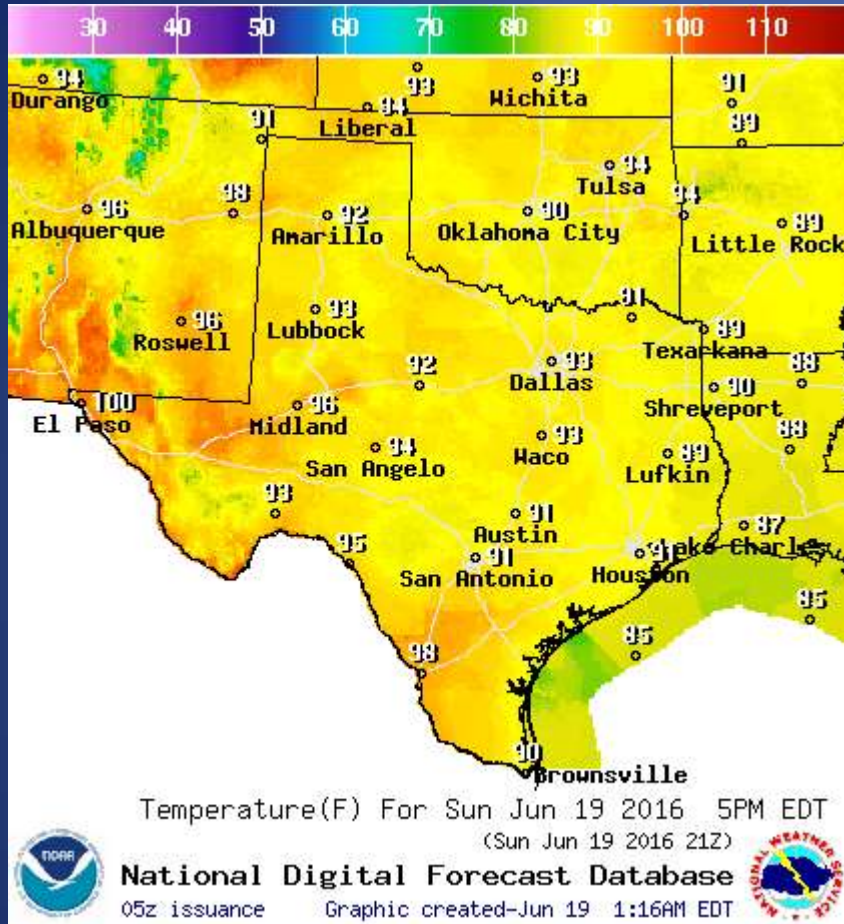 30 40 50 60 70 80 90 100 110
94 93 93 91
Durango Wichita
94
Liberal
91 89
94
Tulsa
96 98 92 90 94 89
Albuquerque Amarillo Oklahoma City Little Rock
96 93 91 89
Roswell Lubbock Texarkana
92 93 88
Dallas
100 96 90
El Paso Midland Shreveport
94 93 89 88
San Angelo Waco Lufkin
93 91 87
Austin Lake Charles
95 91 91
San Antonio Houston
85
98 85
90
Brownsville
Temperature(F) For Sun Jun 19 2016 5PM EDT
(Sun Jun 19 2016 21Z)
National Digital Forecast Database
05z issuance Graphic created-Jun 19 1:16AM EDT
NOAA
NATIONAL WEATHER SERVICE